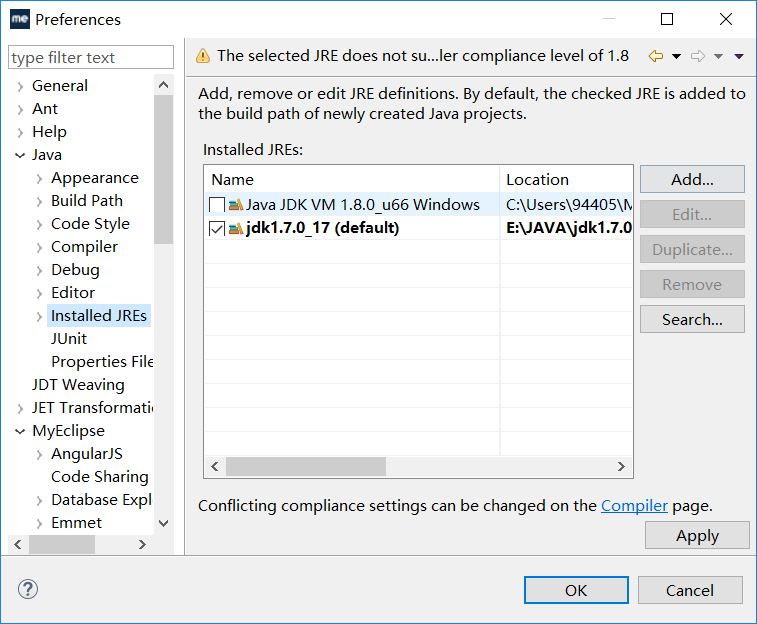 me Preferences
type filter text
The selected JRE does not su...ler compliance level of 1.8
General
Ant
Help
Java
Appearance
Build Path
Code Style
Compiler
Debug
Editor
Installed JREs
JUnit
Properties File
JDT Weaving
JET Transformati
MyEclipse
AngularJS
Code Sharing
Database Expl
Emmet
Add, remove or edit JRE definitions. By default, the checked JRE is added to
the build path of newly created Java projects.
Installed JREs:
Name Location
Java JDK VM 1.8.0_u66 Windows C:\Users\94405\M
jdk1.7.0_17 (default) E:\JAVA\jdk1.7.0
Add...
Edit...
Duplicate...
Remove
Search...
Conflicting compliance settings can be changed on the Compiler page.
Apply
?
OK Cancel